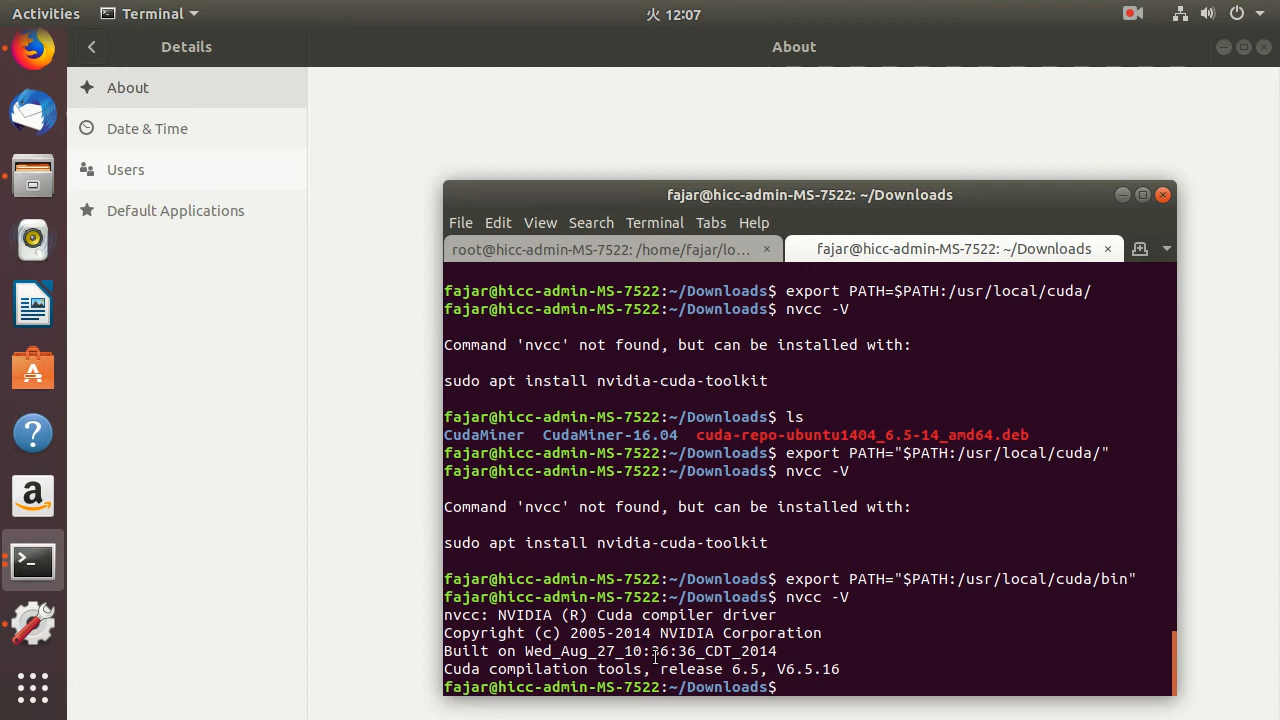 Activities Terminal 火 12:07
Details About
About
Date & Time
Users
Default Applications
fajar@hicc-admin-MS-7522: ~/Downloads
File Edit View Search Terminal Tabs Help
root@hicc-admin-MS-7522: /home/fajar/lo... × fajar@hicc-admin-MS-7522: ~/Downloads ×
fajar@hicc-admin-MS-7522:~/Downloads$ export PATH=$PATH:/usr/local/cuda/
fajar@hicc-admin-MS-7522:~/Downloads$ nvcc -V
Command 'nvcc' not found, but can be installed with:
sudo apt install nvidia-cuda-toolkit
fajar@hicc-admin-MS-7522:~/Downloads$ ls
CudaMiner CudaMiner-16.04 cuda-repo-ubuntu1404_6.5-14_amd64.deb
fajar@hicc-admin-MS-7522:~/Downloads$ export PATH="$PATH:/usr/local/cuda/"
fajar@hicc-admin-MS-7522:~/Downloads$ nvcc -V
Command 'nvcc' not found, but can be installed with:
sudo apt install nvidia-cuda-toolkit
fajar@hicc-admin-MS-7522:~/Downloads$ export PATH="$PATH:/usr/local/cuda/bin"
fajar@hicc-admin-MS-7522:~/Downloads$ nvcc -V
nvcc: NVIDIA (R) Cuda compiler driver
Copyright (c) 2005-2014 NVIDIA Corporation
Built on Wed_Aug_27_10:36:36_CDT_2014
Cuda compilation tools, release 6.5, V6.5.16
fajar@hicc-admin-MS-7522:~/Downloads$